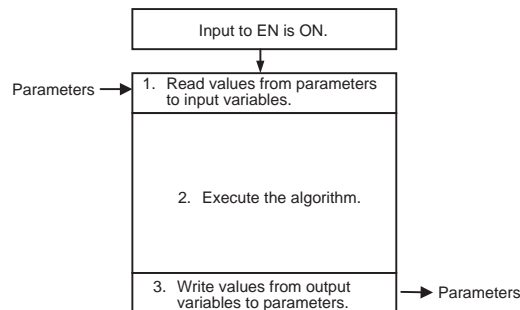 Input to EN is ON.
Parameters
1. Read values from parameters
to input variables.
2. Execute the algorithm.
3. Write values from output
variables to parameters.
Parameters